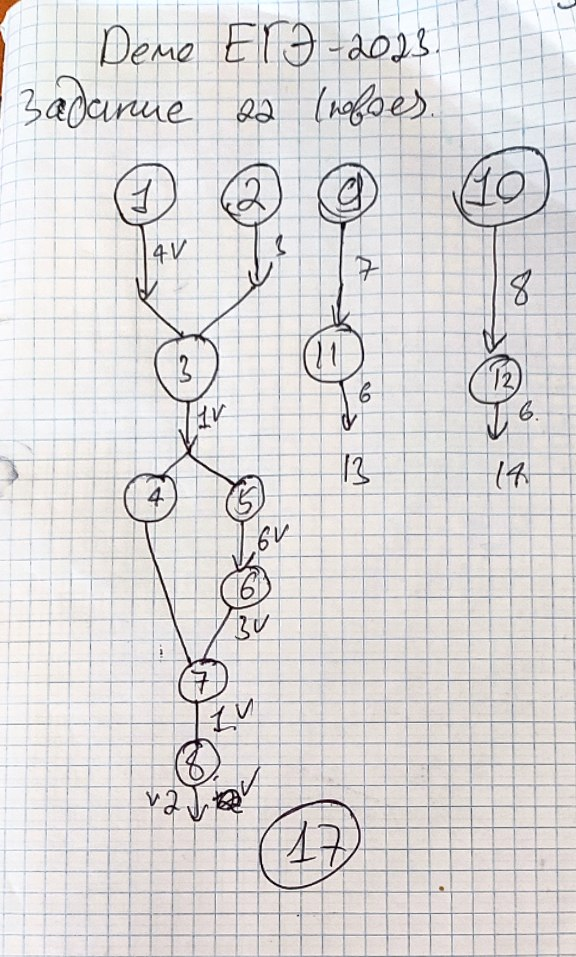 Демо ЕГЭ-2023.
Задание 22 (новое).
1 2 9 10
4V 3 7 8
3 11 12
1V 6 6.
13 14
4 5
6V
6
3V
7
1V
8
V2 V
17